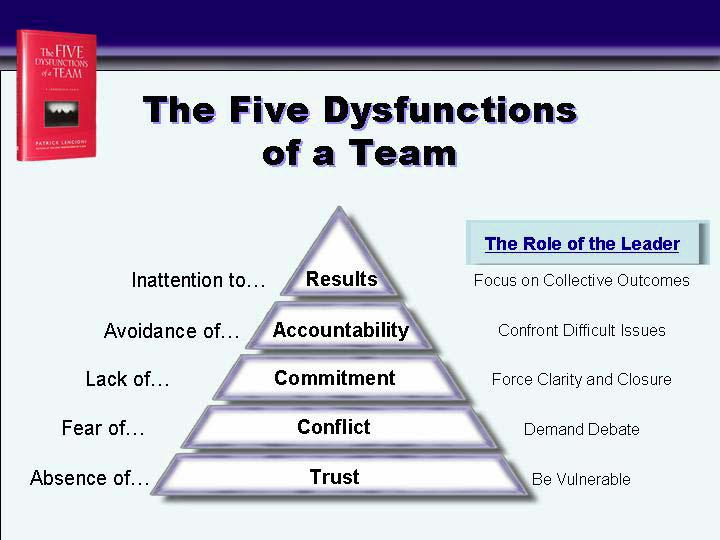 The FIVE
DYSFUNCTIONS
of a TEAM
PATRICK LENCIONI
The Five Dysfunctions
of a Team
The Role of the Leader
Inattention to… Results Focus on Collective Outcomes
Avoidance of… Accountability Confront Difficult Issues
Lack of… Commitment Force Clarity and Closure
Fear of… Conflict Demand Debate
Absence of… Trust Be Vulnerable